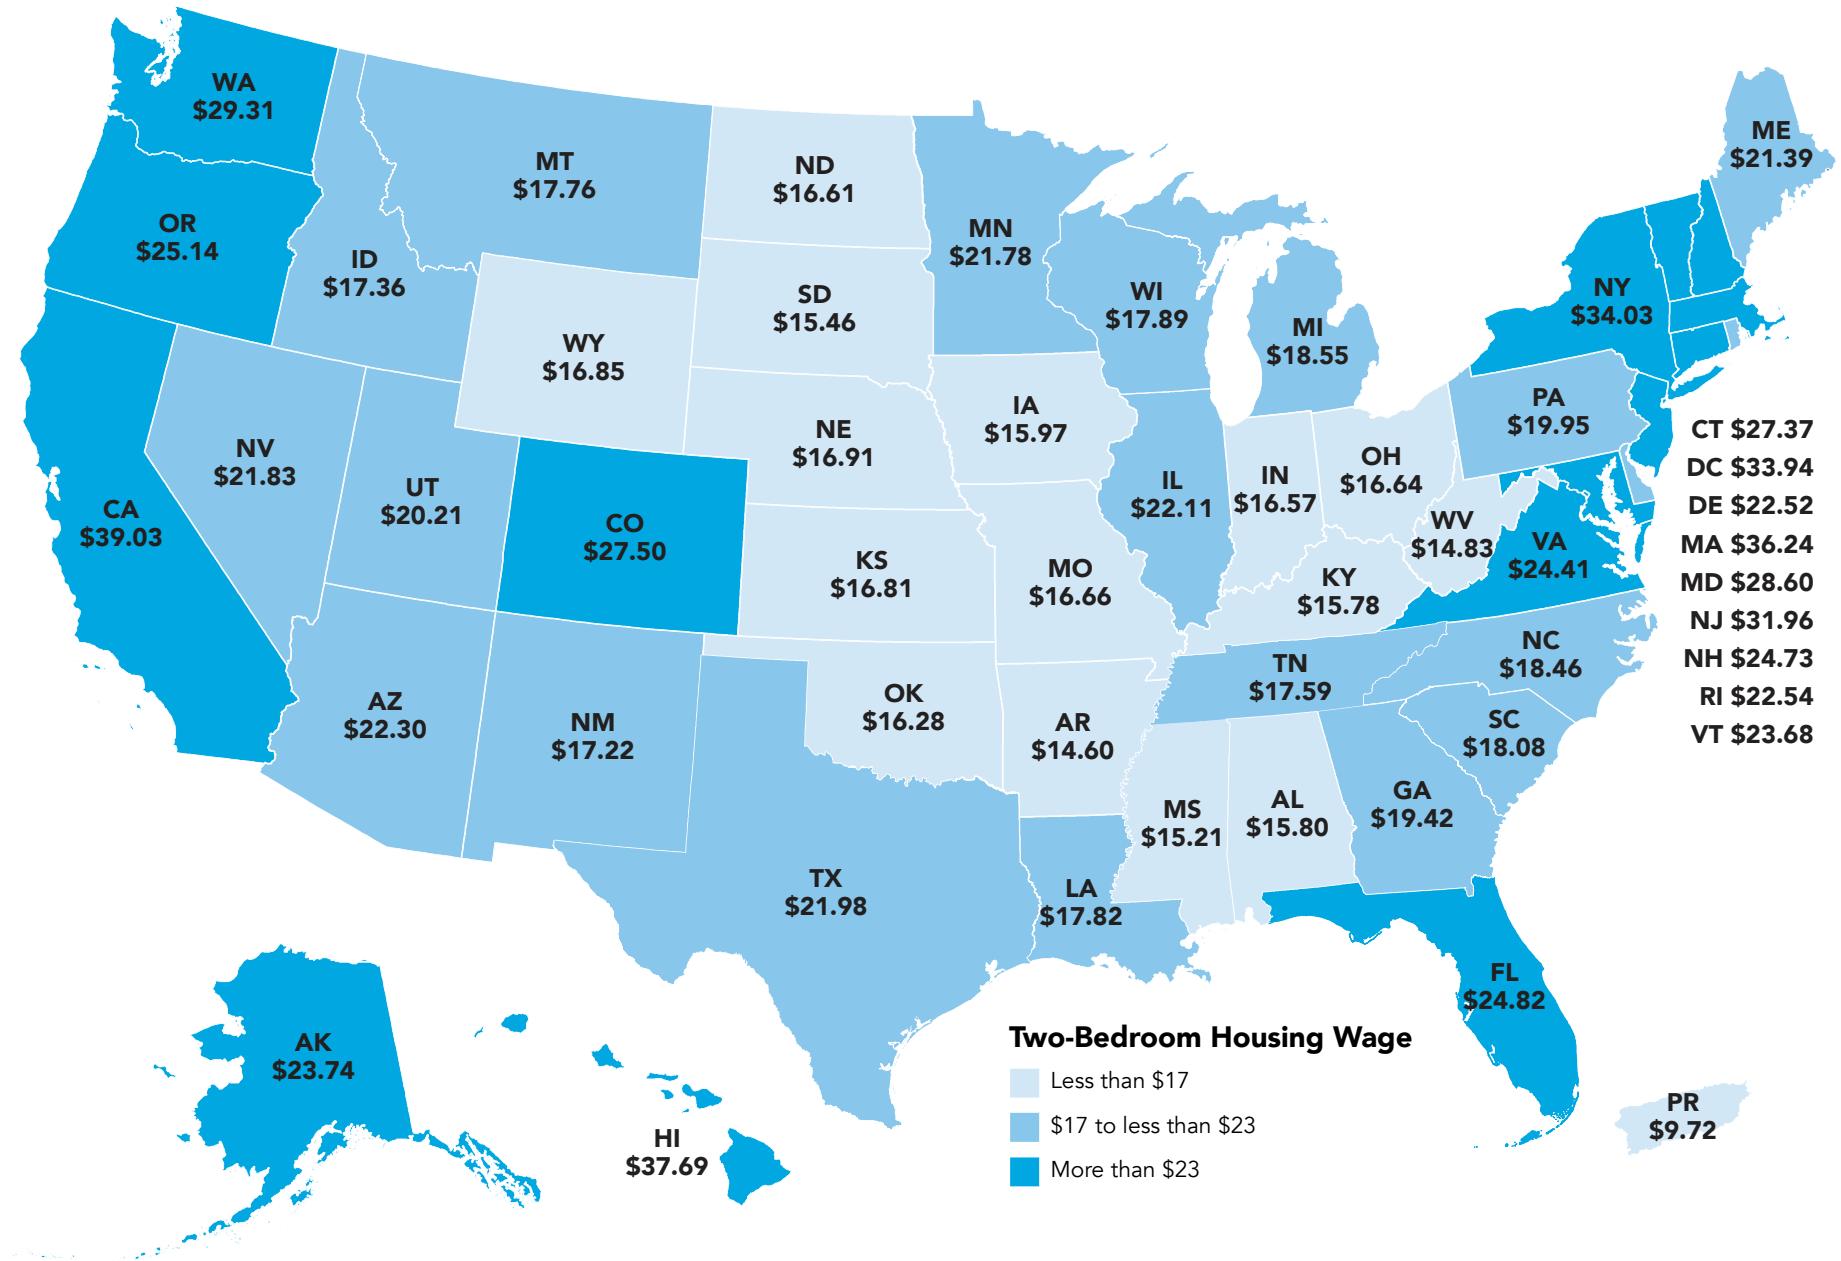 WA
$29.31
OR
$25.14
CA
$39.03
ID
$17.36
NV
$21.83
MT
$17.76
WY
$16.85
UT
$20.21
CO
$27.50
AZ
$22.30
NM
$17.22
ND
$16.61
SD
$15.46
NE
$16.91
KS
$16.81
OK
$16.28
TX
$21.98
MN
$21.78
IA
$15.97
MO
$16.66
AR
$14.60
LA
$17.82
WI
$17.89
IL
$22.11
MI
$18.55
IN
$16.57
OH
$16.64
KY
$15.78
WV
$14.83
VA
$24.41
TN
$17.59
NC
$18.46
SC
$18.08
MS
$15.21
AL
$15.80
GA
$19.42
FL
$24.82
PA
$19.95
NY
$34.03
ME
$21.39
CT $27.37
DC $33.94
DE $22.52
MA $36.24
MD $28.60
NJ $31.96
NH $24.73
RI $22.54
VT $23.68
AK
$23.74
HI
$37.69
PR
$9.72
Two-Bedroom Housing Wage
Less than $17
$17 to less than $23
More than $23